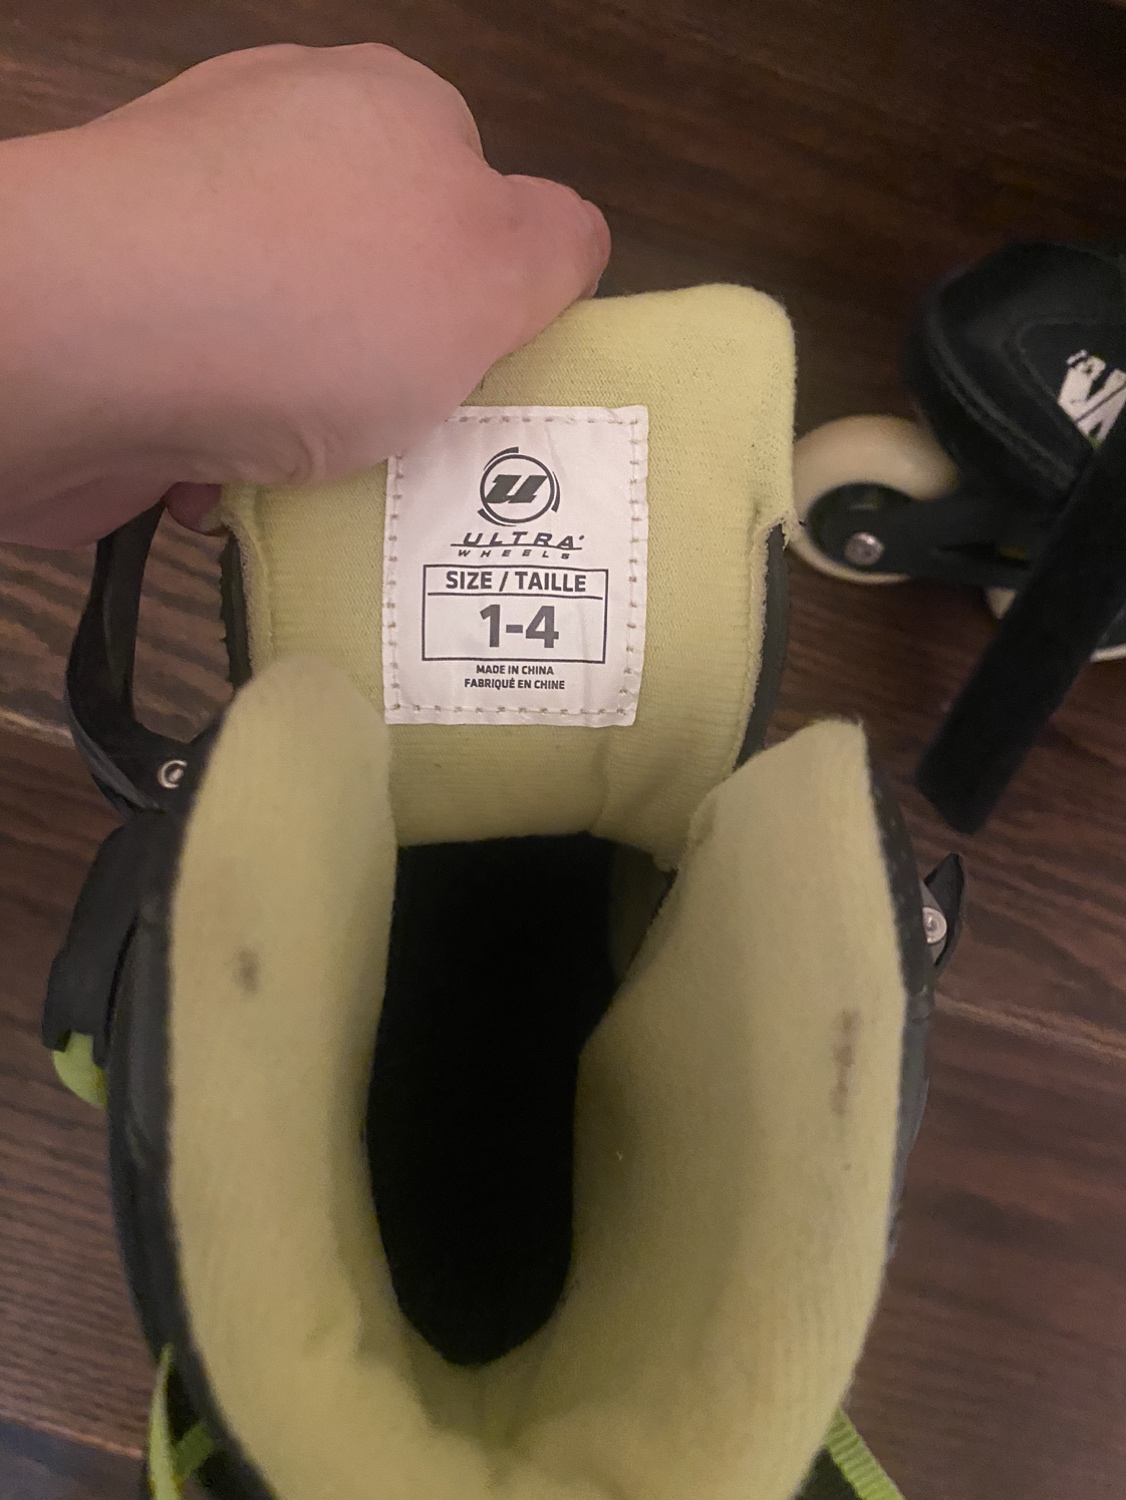 u
ULTRA
WHEELS
SIZE / TAILLE
1-4
MADE IN CHINA
FABRIQUÉ EN CHINE